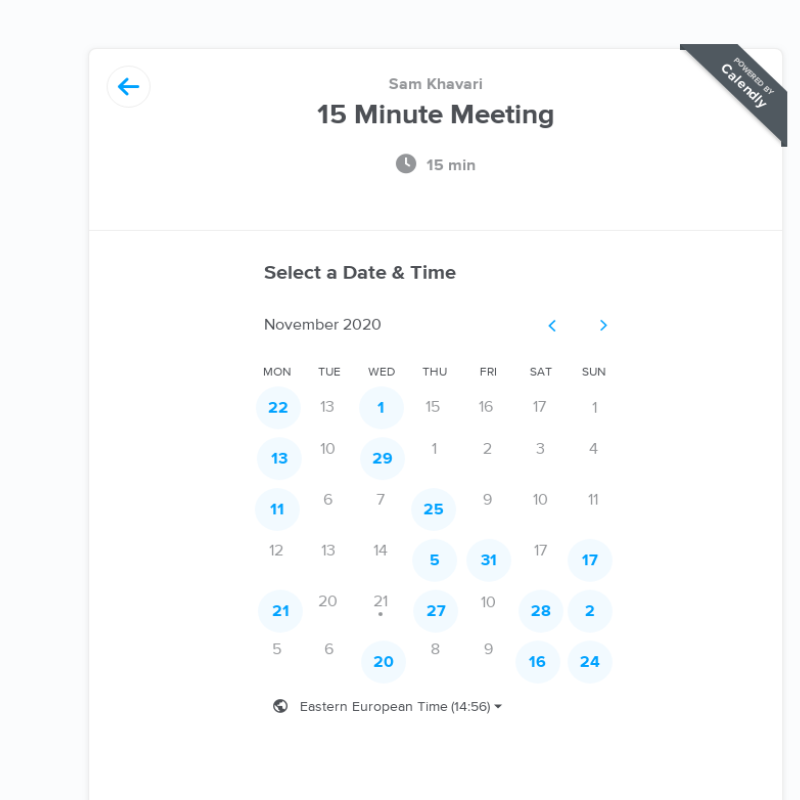 POWERED BY
Calendly
Sam Khavari
15 Minute Meeting
15 min
Select a Date & Time
November 2020
MON TUE WED THU FRI SAT SUN
22 13 1 15 16 17 1
13 10 29 1 2 3 4
11 6 7 25 9 10 11
12 13 14 5 31 17 17
21 20 21 27 10 28 2
5 6 20 8 9 16 24
Eastern European Time (14:56)